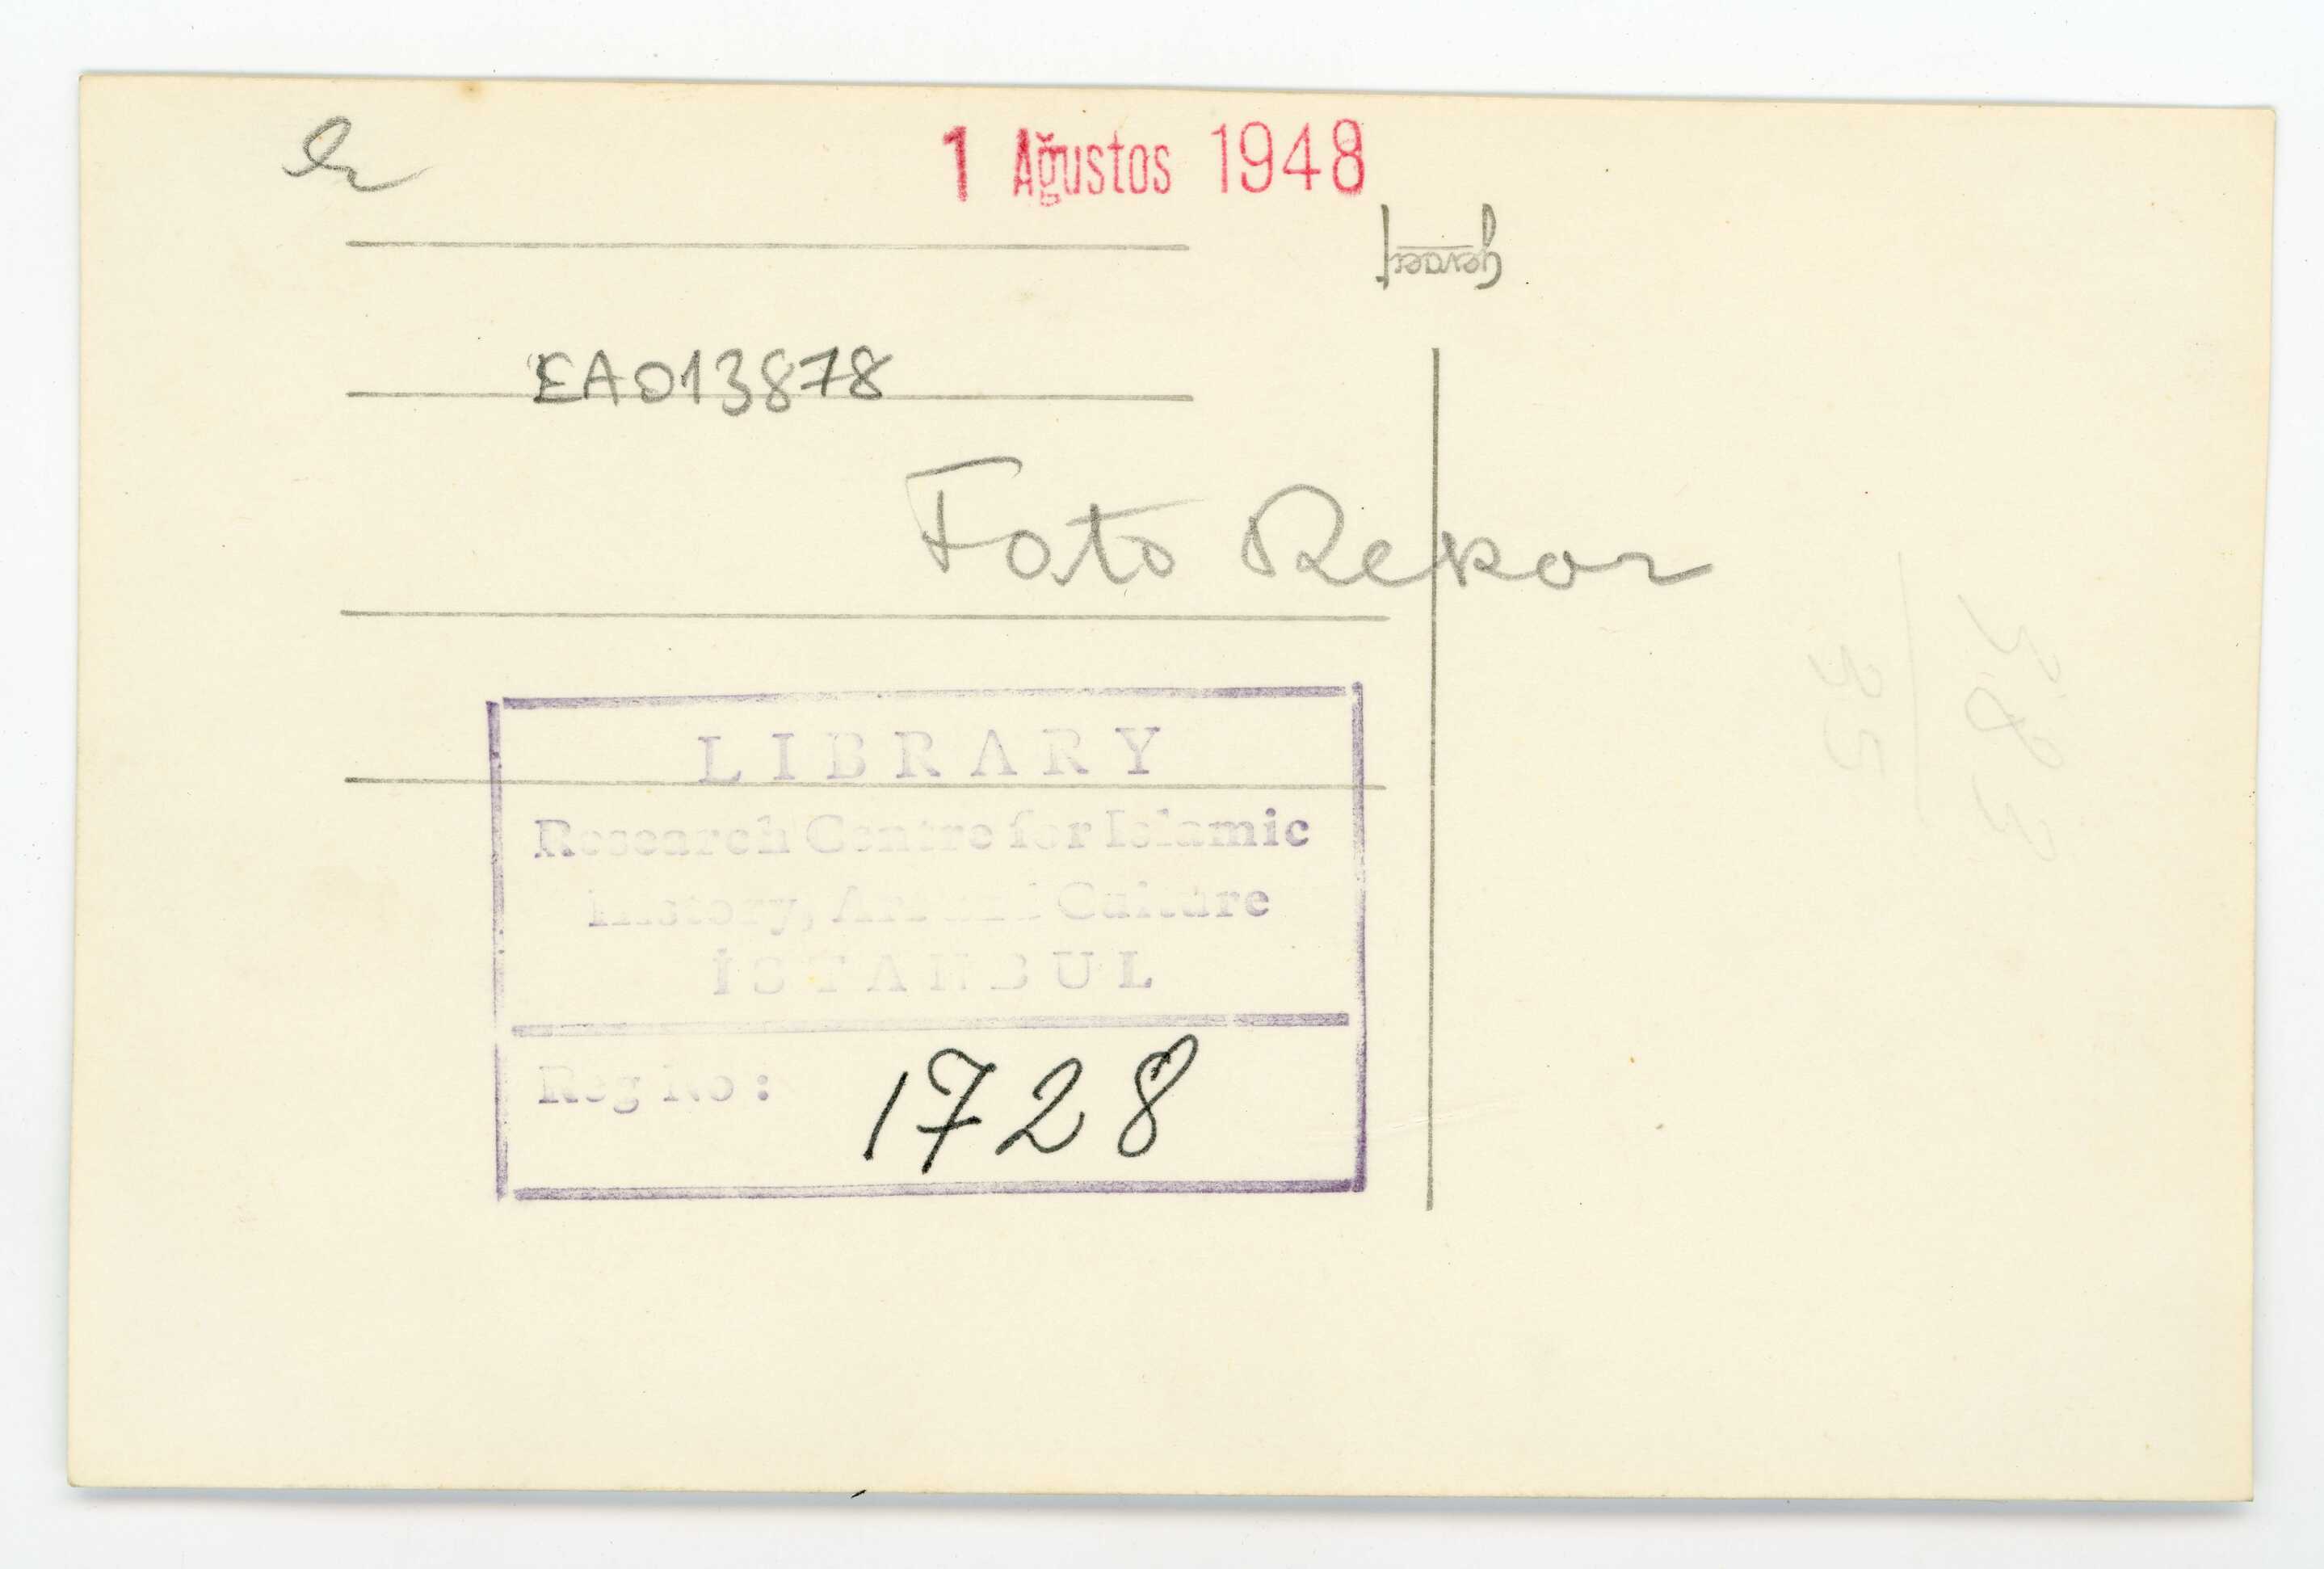 1 Ağustos 1948
Gevaert
EA013878
Foto Rekor
LIBRARY
Research Centre for Islamic
History, Art and Culture
İSTANBUL
Reg No: 1728